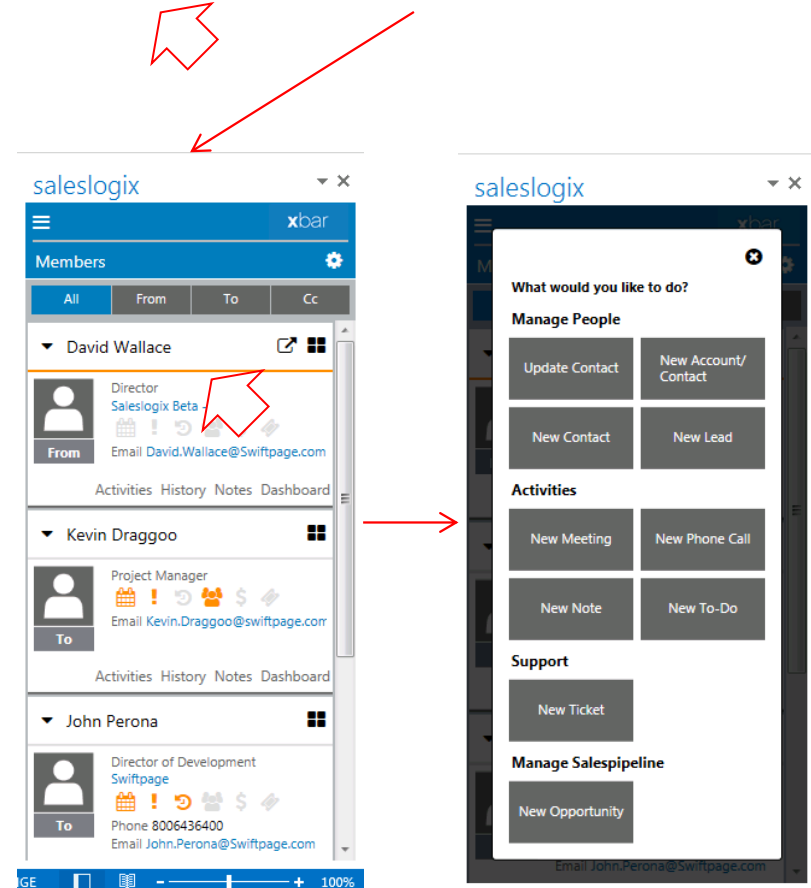 saleslogix
xbar
Members
All From To Cc
David Wallace
Director
Saleslogix Beta -
From
Email David.Wallace@Swiftpage.com
Activities History Notes Dashboard
Kevin Draggoo
Project Manager
To
Email Kevin.Draggoo@swiftpage.com
Activities History Notes Dashboard
John Perona
Director of Development
Swiftpage
To
Phone 8006436400
Email John.Perona@Swiftpage.com
GE
100%
saleslogix
xbar
M
What would you like to do?
Manage People
Update Contact
New Account/
Contact
New Contact
New Lead
Activities
New Meeting
New Phone Call
New Note
New To-Do
Support
New Ticket
Manage Salespipeline
New Opportunity
Email John.Perona@Swiftpage.com